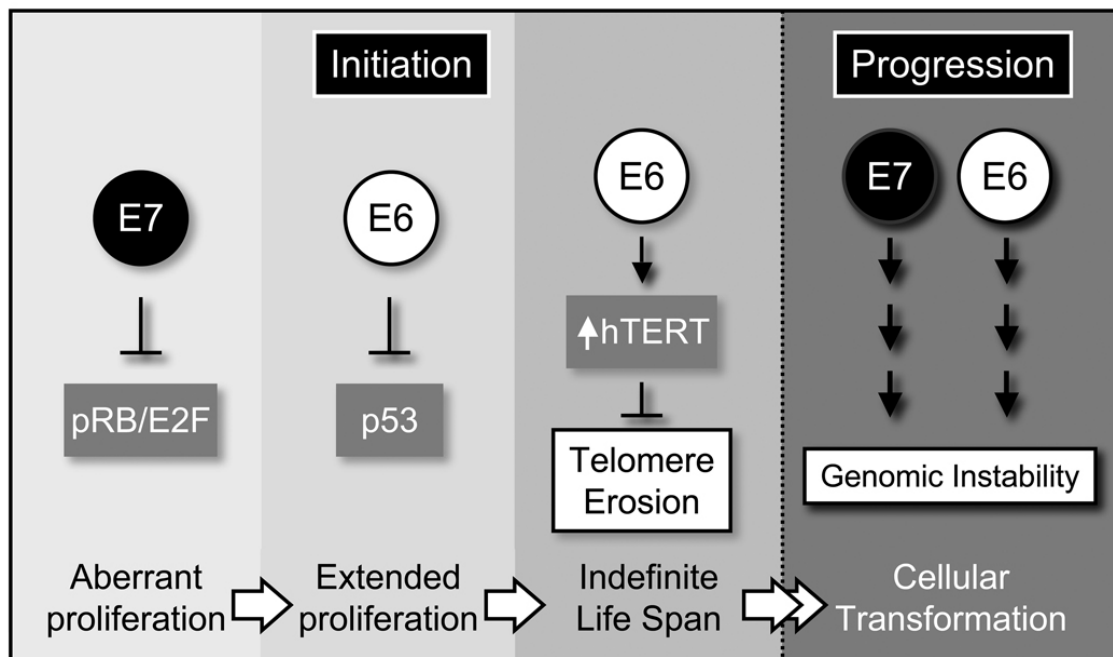 Initiation
Progression
E7
E6
E6
E7
E6
pRB/E2F
p53
↑hTERT
Telomere
Erosion
Genomic Instability
Aberrant
proliferation
Extended
proliferation
Indefinite
Life Span
Cellular
Transformation